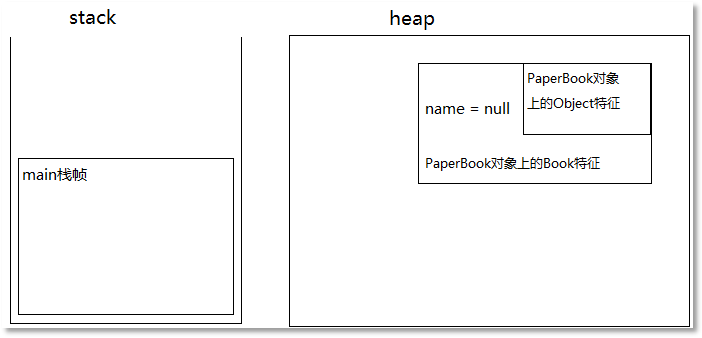 stack
heap
main栈帧
name = null
PaperBook对象
上的Object特征
PaperBook对象上的Book特征